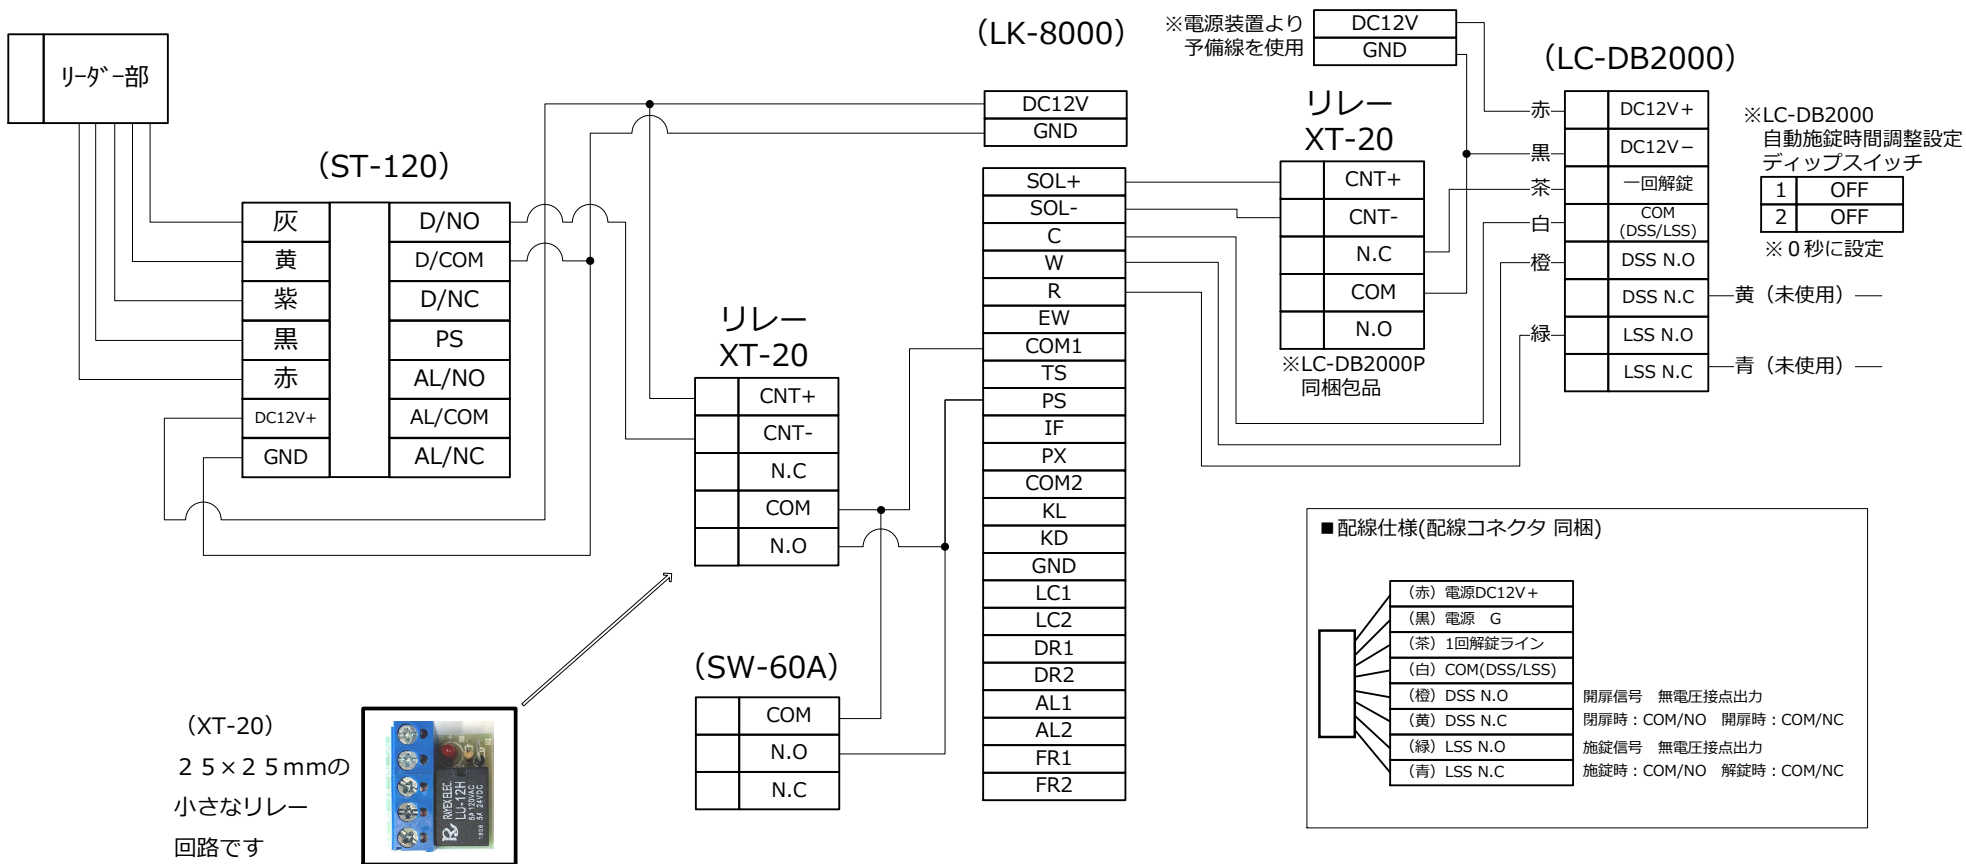 リーダー部
（ST-120）
灰
黄
紫
黒
赤
DC12V+
GND
D/NO
D/COM
D/NC
PS
AL/NO
AL/COM
AL/NC
リレー
XT-20
CNT+
CNT-
N.C
COM
N.O
（SW-60A）
COM
N.O
N.C
（XT-20）
２５×２５mmの
小さなリレー
回路です
RAYEX ELEC.
LU-12H
5A 120VAC
5A 24VDC
（LK-8000）
DC12V
GND
SOL+
SOL-
C
W
R
EW
COM1
TS
PS
IF
PX
COM2
KL
KD
GND
LC1
LC2
DR1
DR2
AL1
AL2
FR1
FR2
※電源装置より
予備線を使用
DC12V
GND
リレー
XT-20
CNT+
CNT-
N.C
COM
N.O
※LC-DB2000P
同梱包品
（LC-DB2000）
赤
黒
茶
白
橙
緑
DC12V＋
DC12V－
一回解錠
COM
(DSS/LSS)
DSS N.O
DSS N.C
LSS N.O
LSS N.C
黄（未使用）
青（未使用）
※LC-DB2000
自動施錠時間調整設定
ディップスイッチ
1 OFF
2 OFF
※０秒に設定
■配線仕様(配線コネクタ 同梱)
（赤）電源DC12V＋
（黒）電源　G
（茶）1回解錠ライン
（白）COM(DSS/LSS)
（橙）DSS N.O 開扉信号　無電圧接点出力
（黄）DSS N.C 閉扉時：COM/NO　開扉時：COM/NC
（緑）LSS N.O 施錠信号　無電圧接点出力
（青）LSS N.C 施錠時：COM/NO　解錠時：COM/NC